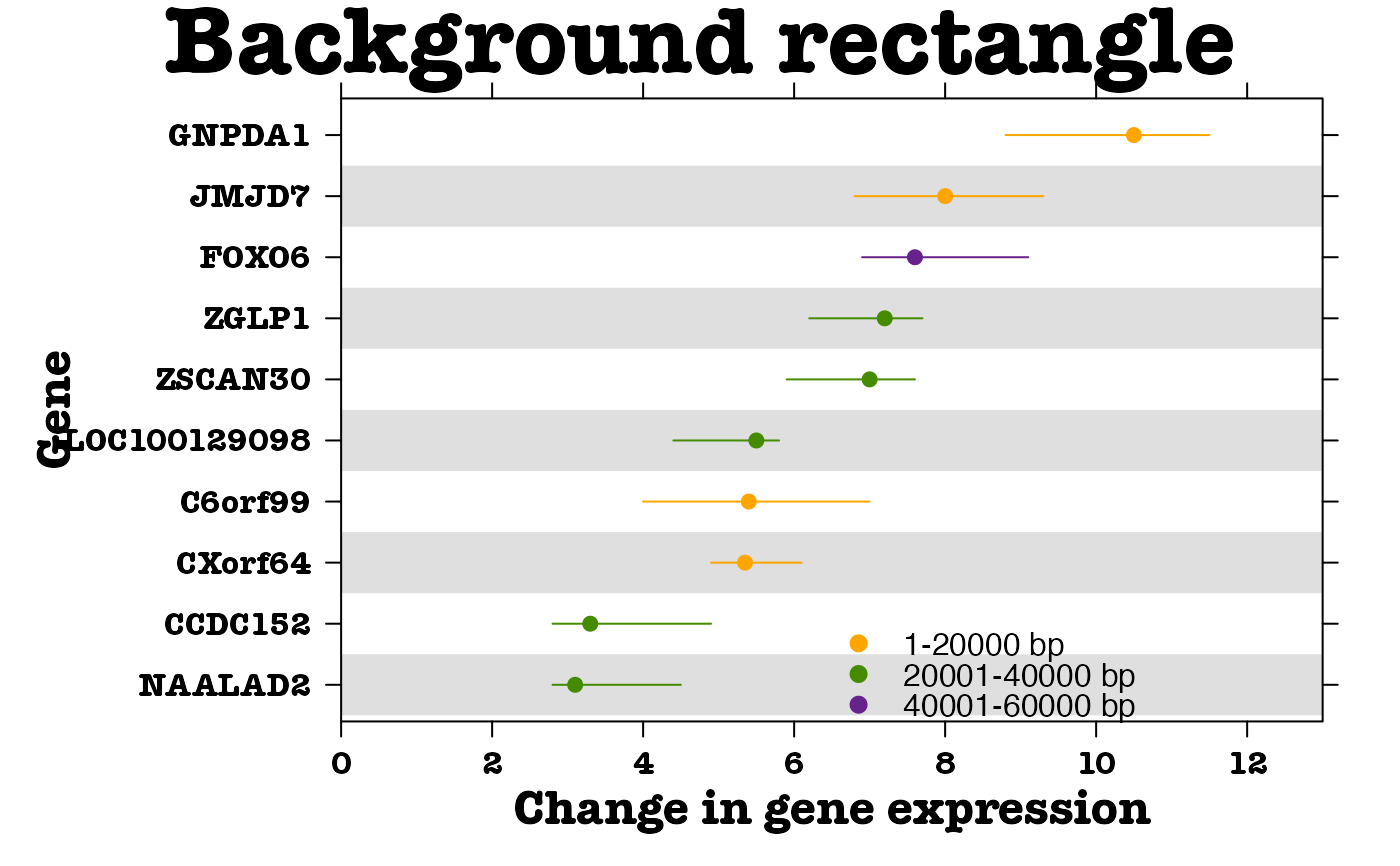 Background rectangle
GNPDA1
JMJD7
FOXO6
ZGLP1
ZSCAN30
LOC100129098
C6orf99
CXorf64
CCDC152
NAALAD2
Gene
1-20000 bp
20001-40000 bp
40001-60000 bp
0 2 4 6 8 10 12
Change in gene expression